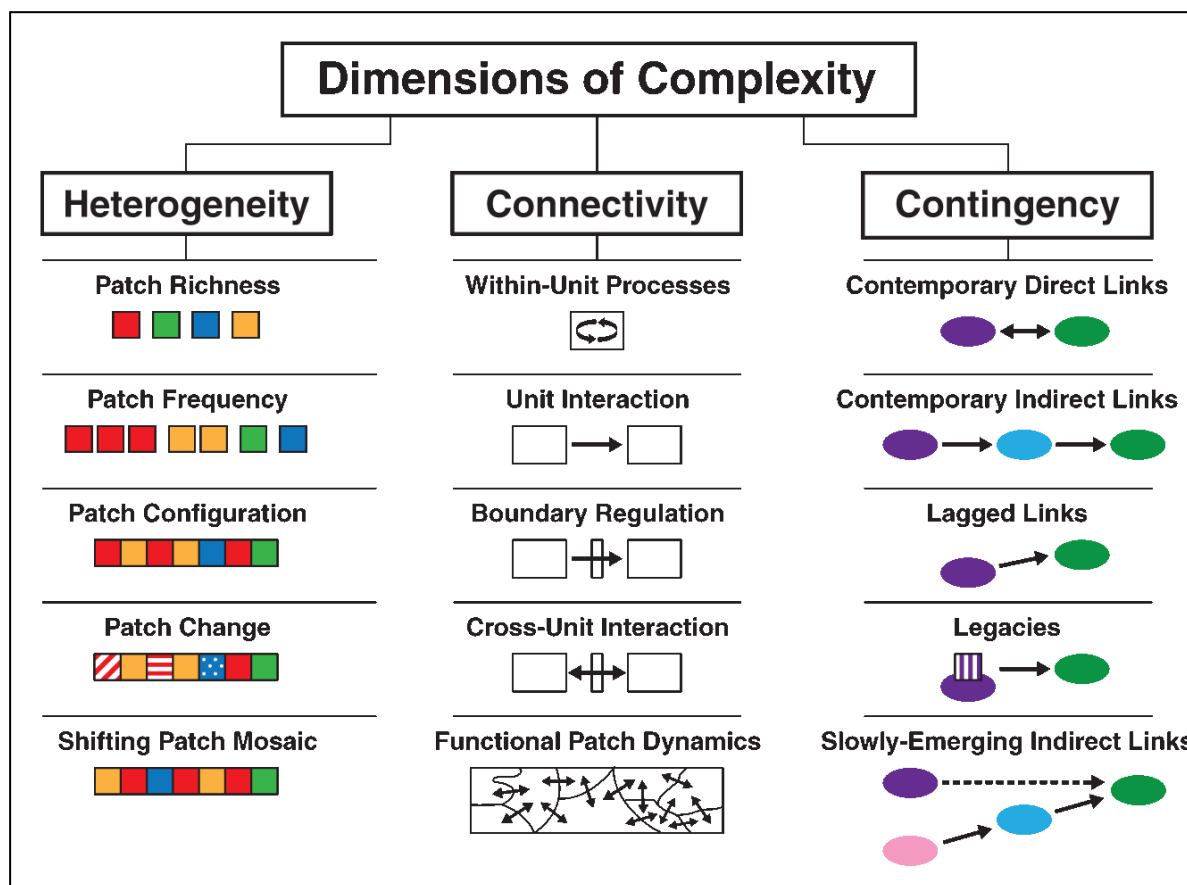 Dimensions of Complexity
Heterogeneity
Connectivity
Contingency
Patch Richness
Within-Unit Processes
Contemporary Direct Links
Patch Frequency
Unit Interaction
Contemporary Indirect Links
Patch Configuration
Boundary Regulation
Lagged Links
Patch Change
Cross-Unit Interaction
Legacies
Shifting Patch Mosaic
Functional Patch Dynamics
Slowly-Emerging Indirect Links